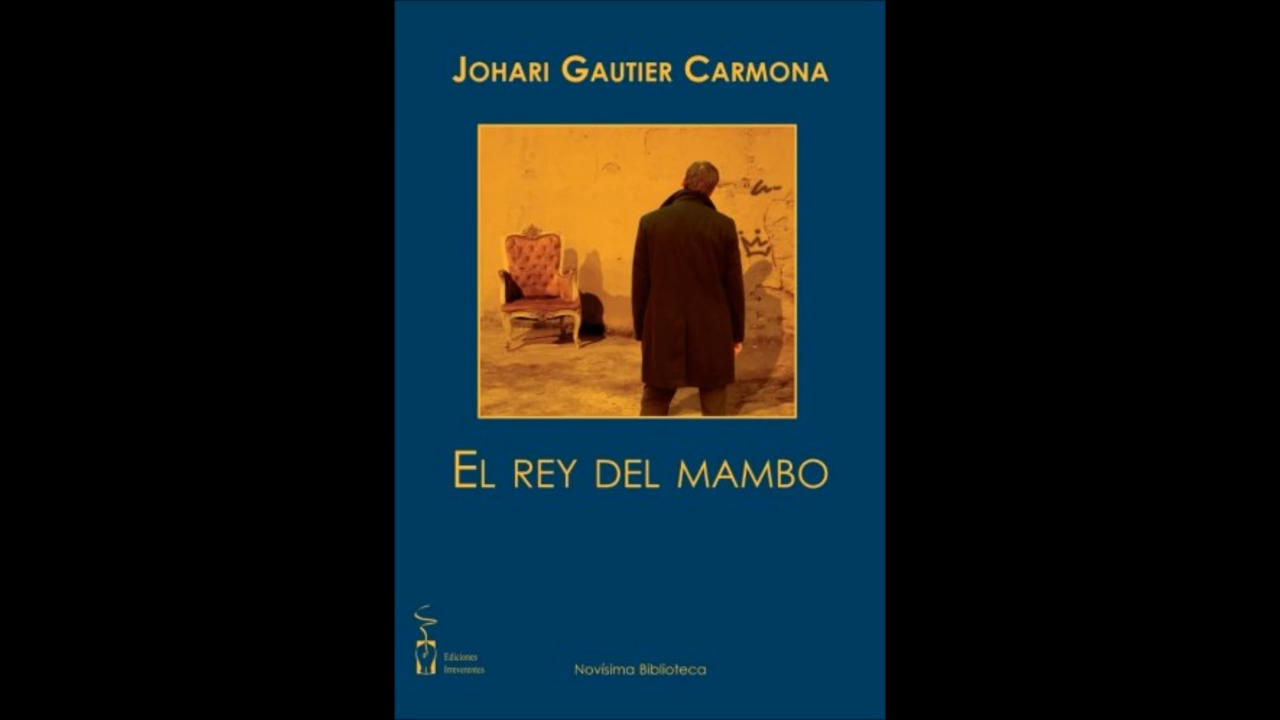 JOHARI GAUTIER CARMONA
EL REY DEL MAMBO
Ediciones
Irreverentes
Novísima Biblioteca